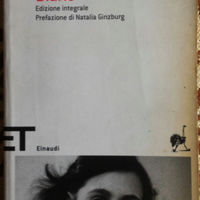 Edizione integrale
Prefazione di Natalia Ginzburg
ET
Einaudi